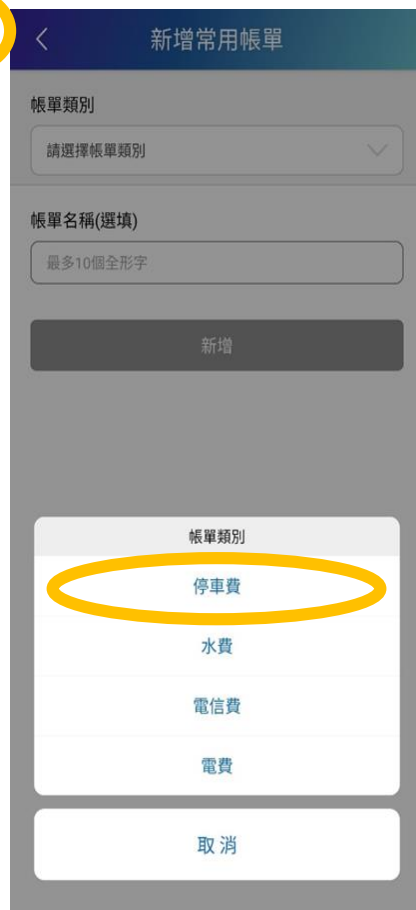 新增常用帳單
帳單類別
請選擇帳單類別
帳單名稱(選填)
最多10個全形字
新增
帳單類別
停車費
水費
電信費
電費
取消